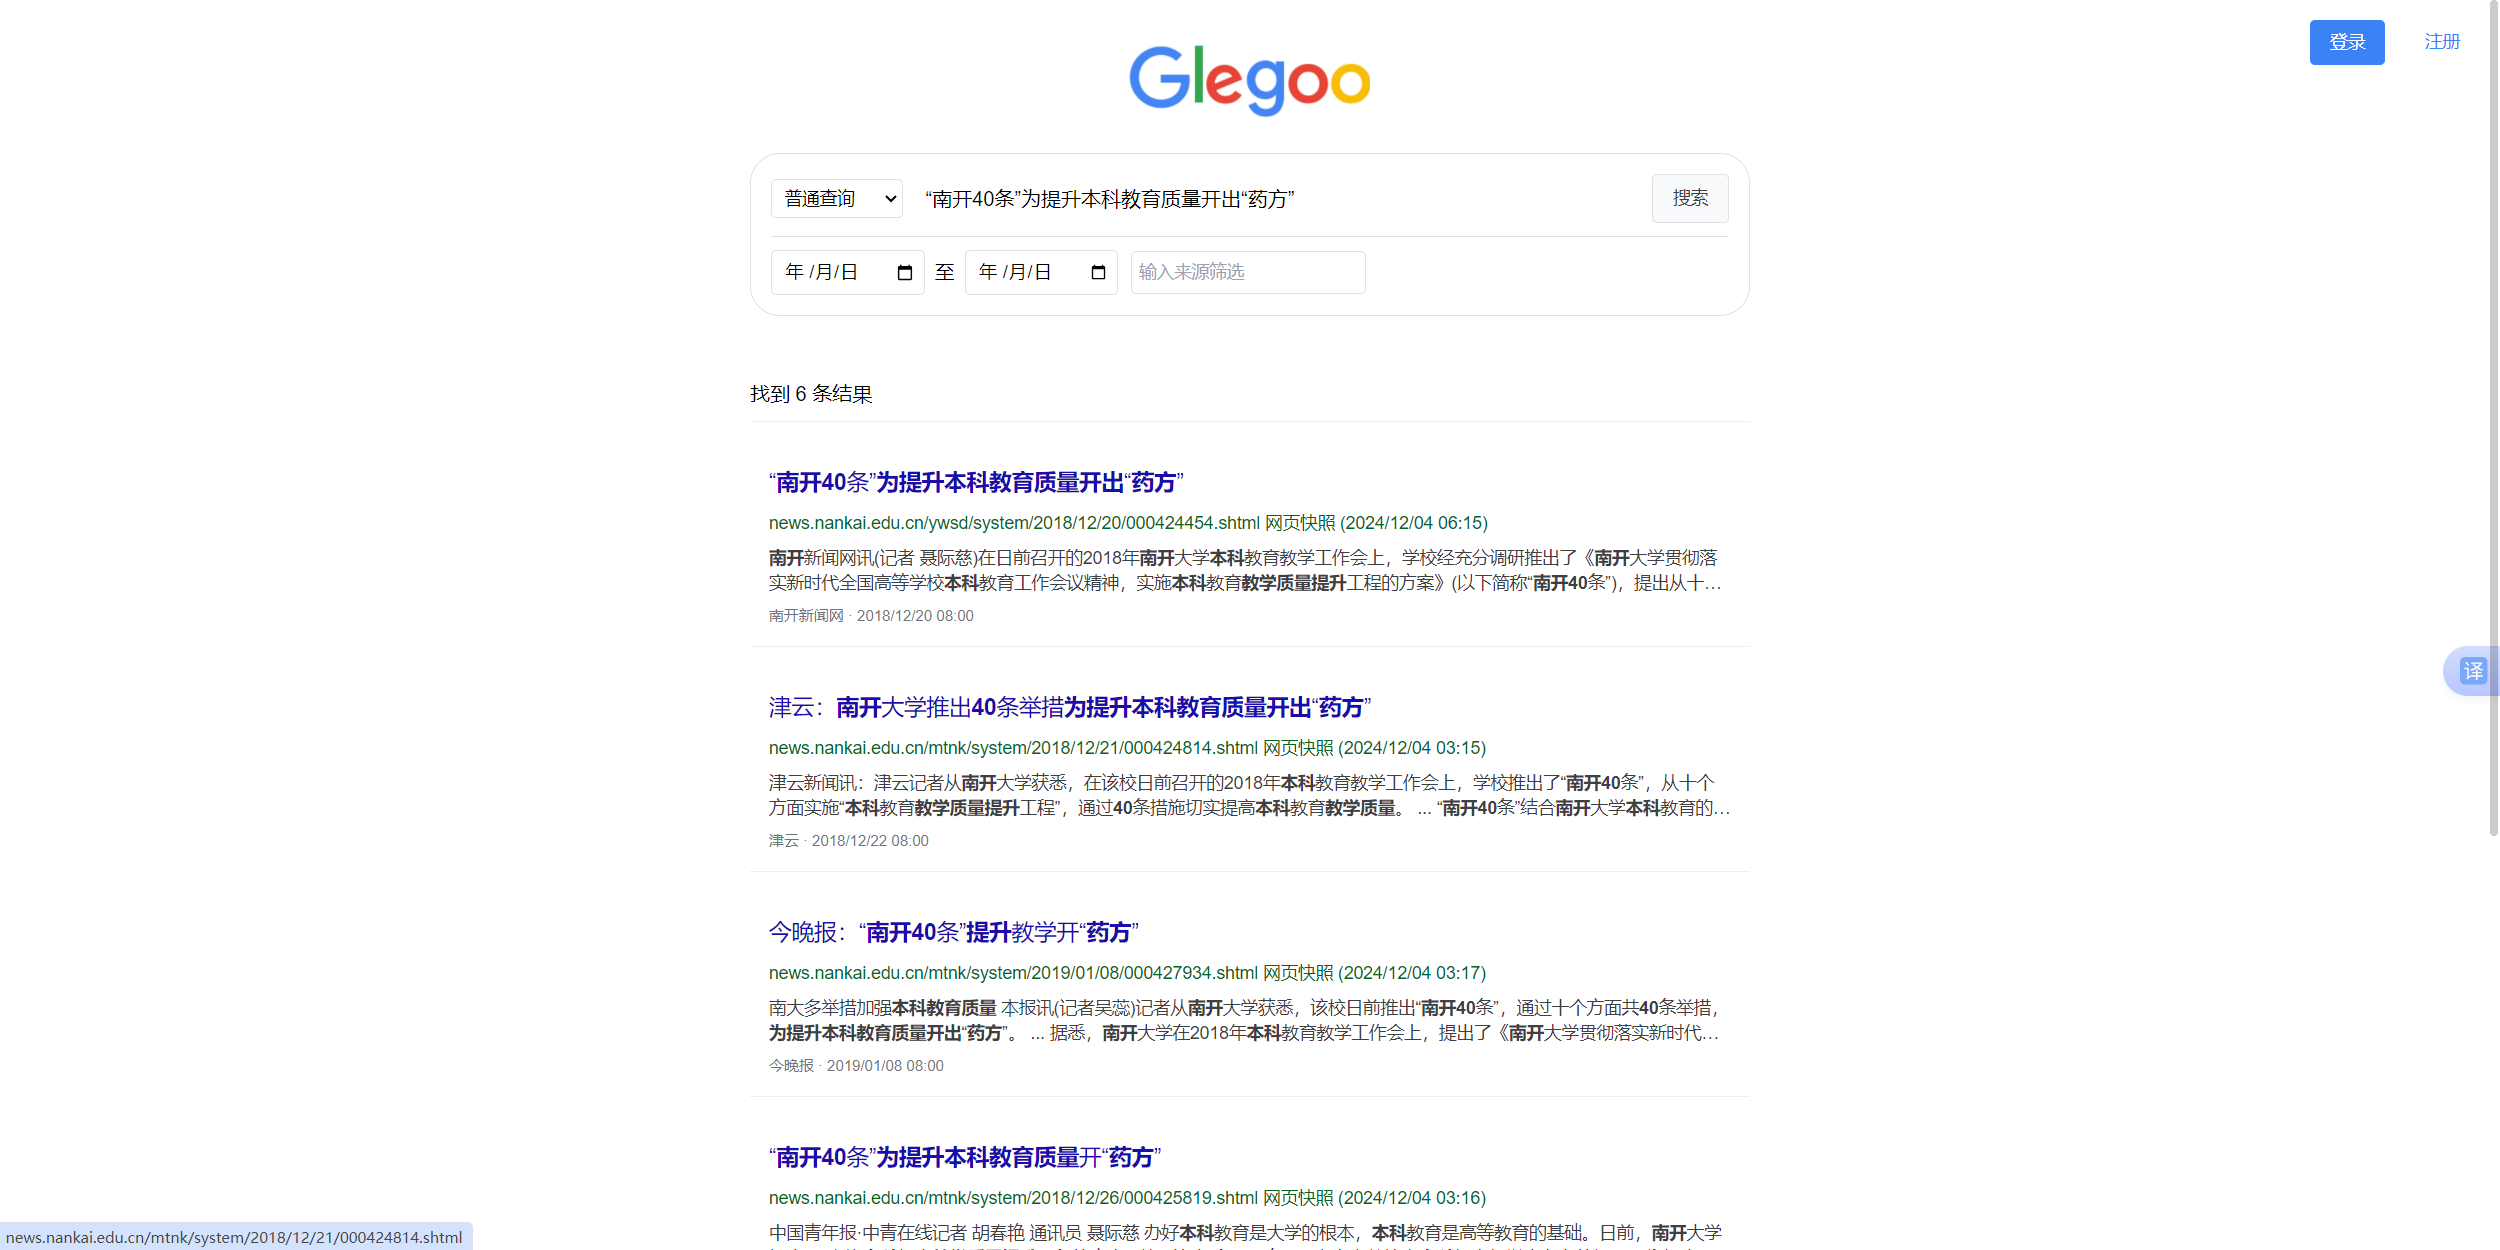 登录 注册
Glegoo
普通查询 “南开40条”为提升本科教育质量开出“药方” 搜索
年 /月/日 至 年 /月/日 输入来源筛选
找到 6 条结果
“南开40条”为提升本科教育质量开出“药方”
news.nankai.edu.cn/ywsd/system/2018/12/20/000424454.shtml 网页快照 (2024/12/04 06:15)
南开新闻网讯(记者 聂际慈)在日前召开的2018年南开大学本科教育教学工作会上，学校经充分调研推出了《南开大学贯彻落
实新时代全国高等学校本科教育工作会议精神，实施本科教育教学质量提升工程的方案》(以下简称“南开40条”)，提出从十…
南开新闻网 · 2018/12/20 08:00
津云：南开大学推出40条举措为提升本科教育质量开出“药方”
news.nankai.edu.cn/mtnk/system/2018/12/21/000424814.shtml 网页快照 (2024/12/04 03:15)
津云新闻讯：津云记者从南开大学获悉，在该校日前召开的2018年本科教育教学工作会上，学校推出了“南开40条”，从十个
方面实施“本科教育教学质量提升工程”，通过40条措施切实提高本科教育教学质量。 ... “南开40条”结合南开大学本科教育的…
津云 · 2018/12/22 08:00
译
今晚报：“南开40条”提升教学开“药方”
news.nankai.edu.cn/mtnk/system/2019/01/08/000427934.shtml 网页快照 (2024/12/04 03:17)
南大多举措加强本科教育质量 本报讯(记者吴蕊)记者从南开大学获悉，该校日前推出“南开40条”，通过十个方面共40条举措，
为提升本科教育质量开出“药方”。 ... 据悉，南开大学在2018年本科教育教学工作会上，提出了《南开大学贯彻落实新时代…
今晚报 · 2019/01/08 08:00
“南开40条”为提升本科教育质量开“药方”
news.nankai.edu.cn/mtnk/system/2018/12/26/000425819.shtml 网页快照 (2024/12/04 03:16)
中国青年报·中青在线记者 胡春艳 通讯员 聂际慈 办好本科教育是大学的根本，本科教育是高等教育的基础。日前，南开大学
news.nankai.edu.cn/mtnk/system/2018/12/21/000424814.shtml